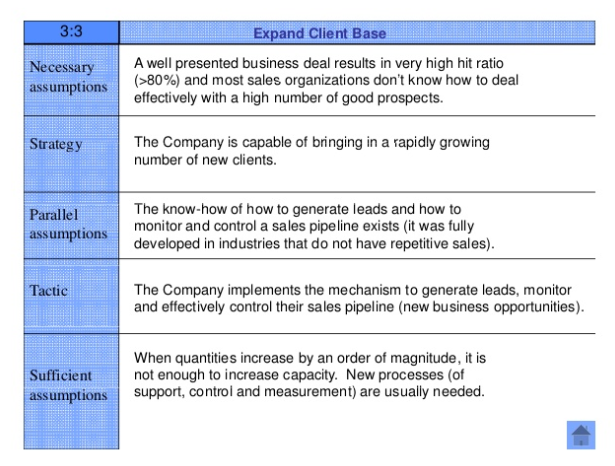 3:3
Expand Client Base
Necessary
assumptions
A well presented business deal results in very high hit ratio
(>80%) and most sales organizations don't know how to deal
effectively with a high number of good prospects.
Strategy
The Company is capable of bringing in a rapidly growing
number of new clients.
Parallel
assumptions
The know-how of how to generate leads and how to
monitor and control a sales pipeline exists (it was fully
developed in industries that do not have repetitive sales).
Tactic
The Company implements the mechanism to generate leads, monitor
and effectively control their sales pipeline (new business opportunities).
Sufficient
assumptions
When quantities increase by an order of magnitude, it is
not enough to increase capacity. New processes (of
support, control and measurement) are usually needed.